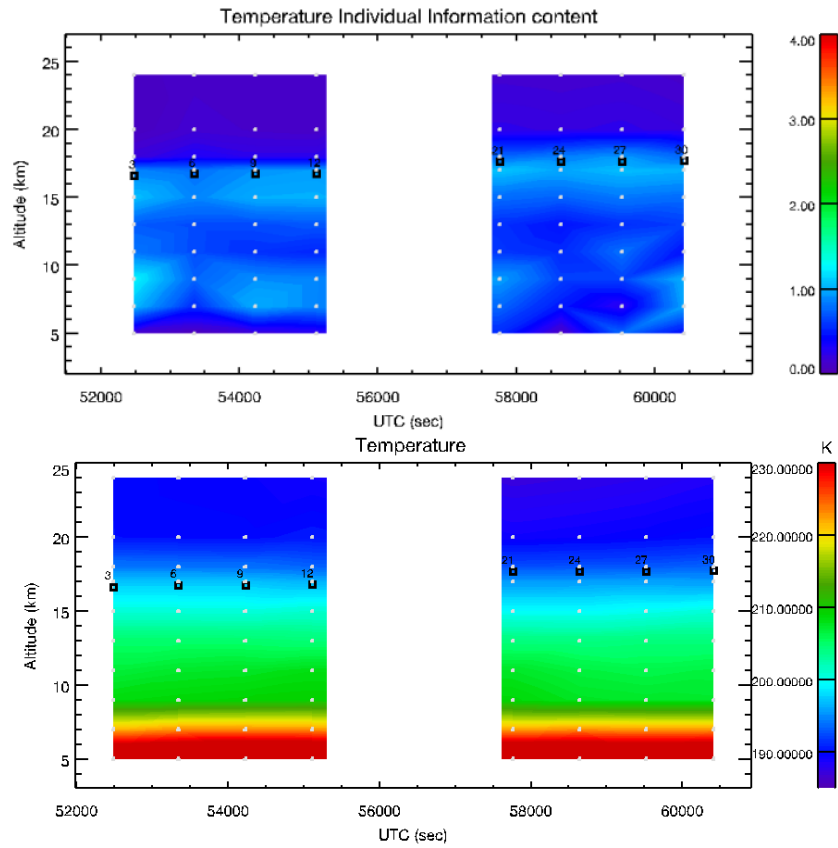 Temperature Individual Information content
25
20
15
10
5
Altitude (km)
3 6 9 12 21 24 27 30
52000 54000 56000 58000 60000
UTC (sec)
4.00
3.00
2.00
1.00
0.00
Temperature
K
25
20
15
10
5
Altitude (km)
3 6 9 12 21 24 27 30
52000 54000 56000 58000 60000
UTC (sec)
230.00000
220.00000
210.00000
200.00000
190.00000